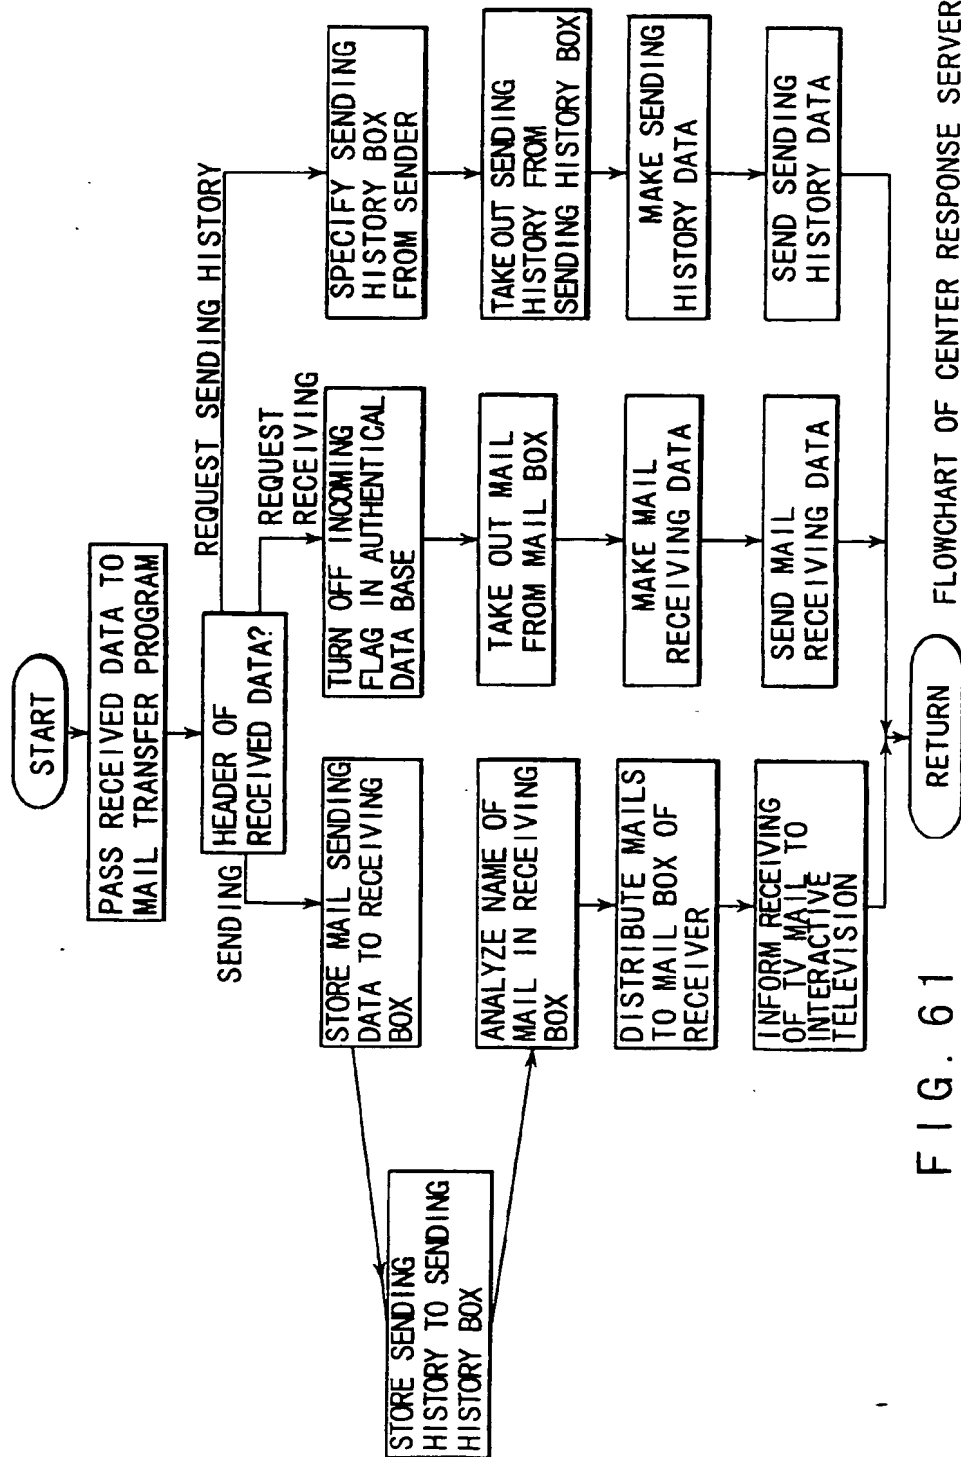 START
PASS RECEIVED DATA TO
MAIL TRANSFER PROGRAM
HEADER OF
RECEIVED DATA?
SENDING
REQUEST
RECEIVING
REQUEST SENDING HISTORY
STORE MAIL SENDING
DATA TO RECEIVING
BOX
STORE SENDING
HISTORY TO SENDING
HISTORY BOX
ANALYZE NAME OF
MAIL IN RECEIVING
BOX
DISTRIBUTE MAILS
TO MAIL BOX OF
RECEIVER
INFORM RECEIVING
OF TV MAIL TO
INTERACTIVE
TELEVISION
TURN OFF INCOMING
FLAG IN AUTHENTICAL
DATA BASE
TAKE OUT MAIL
FROM MAIL BOX
MAKE MAIL
RECEIVING DATA
SEND MAIL
RECEIVING DATA
SPECIFY SENDING
HISTORY BOX
FROM SENDER
TAKE OUT SENDING
HISTORY FROM
SENDING HISTORY BOX
MAKE SENDING
HISTORY DATA
SEND SENDING
HISTORY DATA
RETURN
FIG. 61
FLOWCHART OF CENTER RESPONSE SERVER